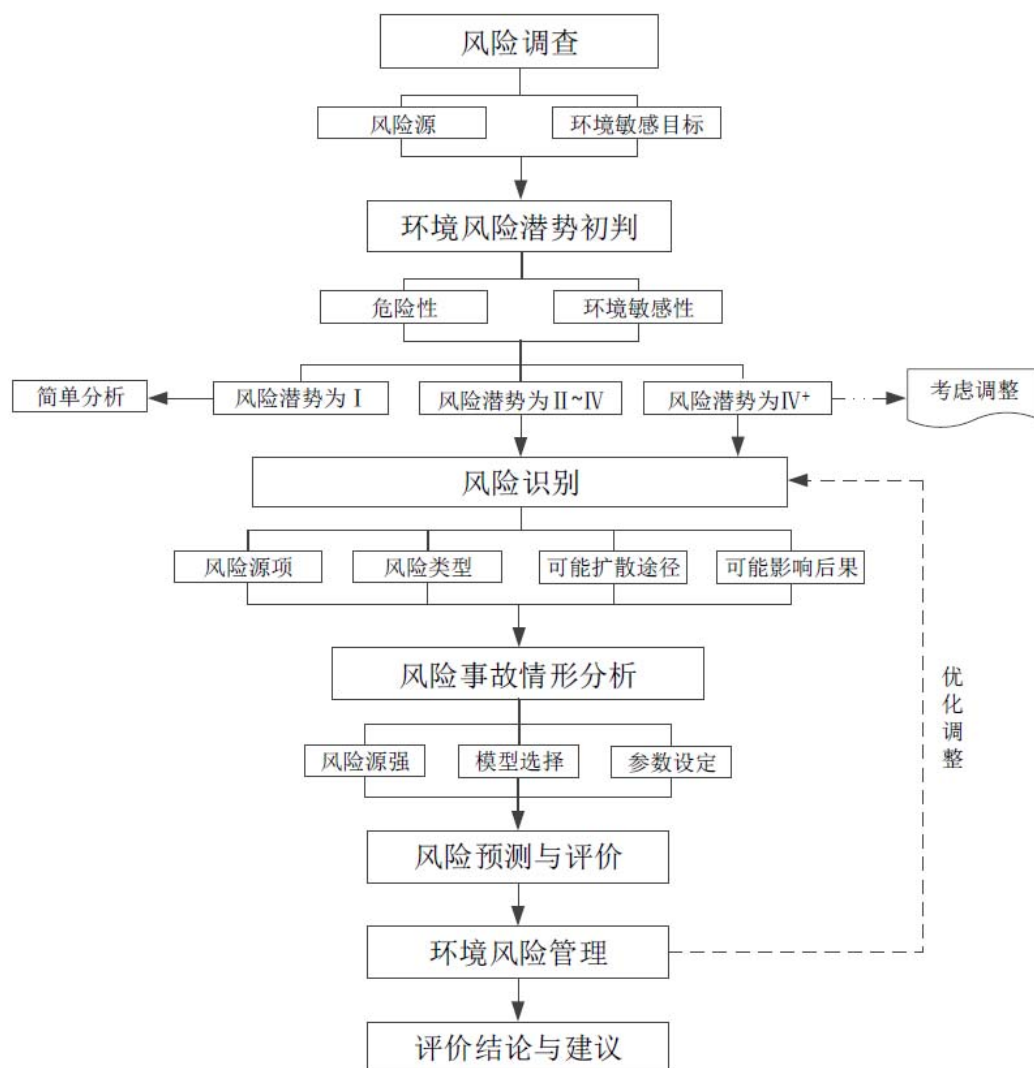 风险调查
风险源
环境敏感目标
环境风险潜势初判
危险性
环境敏感性
简单分析
风险潜势为Ⅰ
风险潜势为Ⅱ~Ⅳ
风险潜势为Ⅳ⁺
考虑调整
风险识别
风险源项
风险类型
可能扩散途径
可能影响后果
风险事故情形分析
优化调整
风险源强
模型选择
参数设定
风险预测与评价
环境风险管理
评价结论与建议